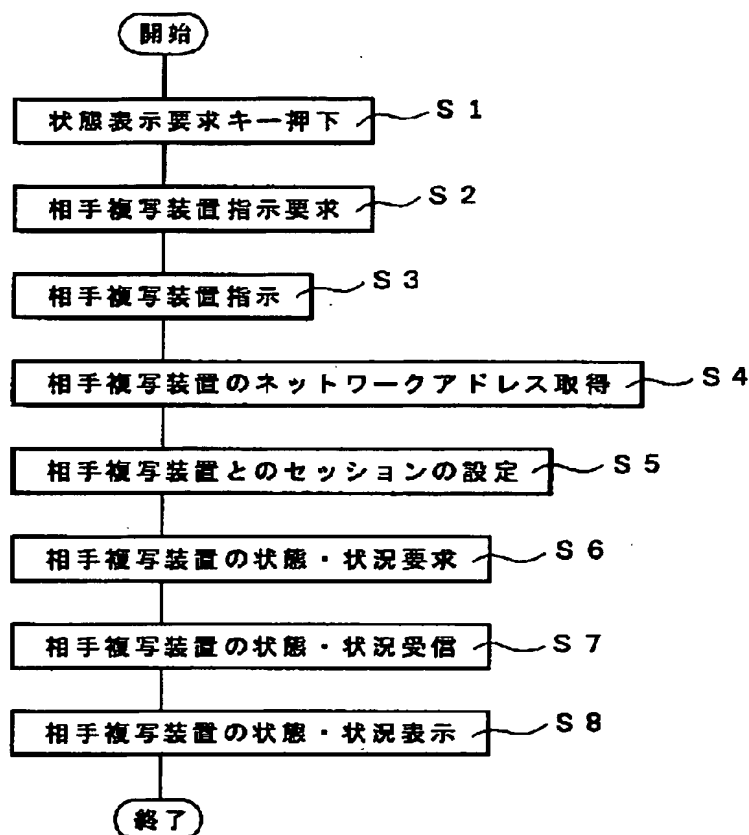 開始
状態表示要求キー押下 S1
相手複写装置指示要求 S2
相手複写装置指示 S3
相手複写装置のネットワークアドレス取得 S4
相手複写装置とのセッションの設定 S5
相手複写装置の状態・状況要求 S6
相手複写装置の状態・状況受信 S7
相手複写装置の状態・状況表示 S8
終了